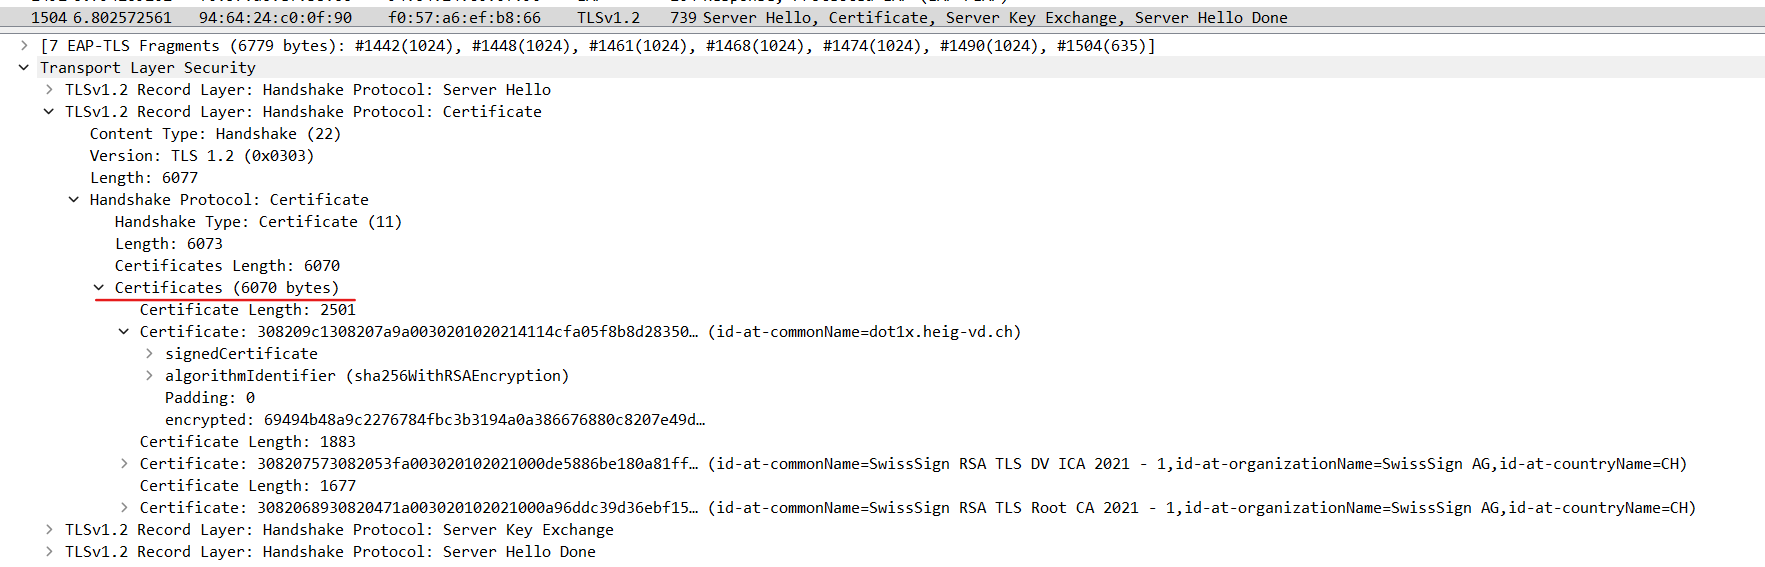 1504 6.802572561 94:64:24:c0:0f:90 f0:57:a6:ef:b8:66 TLSv1.2 739 Server Hello, Certificate, Server Key Exchange, Server Hello Done
[7 EAP-TLS Fragments (6779 bytes): #1442(1024), #1448(1024), #1461(1024), #1468(1024), #1474(1024), #1490(1024), #1504(635)]
Transport Layer Security
TLSv1.2 Record Layer: Handshake Protocol: Server Hello
TLSv1.2 Record Layer: Handshake Protocol: Certificate
Content Type: Handshake (22)
Version: TLS 1.2 (0x0303)
Length: 6077
Handshake Protocol: Certificate
Handshake Type: Certificate (11)
Length: 6073
Certificates Length: 6070
Certificates (6070 bytes)
Certificate Length: 2501
Certificate: 308209c1308207a9a0030201020214114cfa05f8b8d28350… (id-at-commonName=dot1x.heig-vd.ch)
signedCertificate
algorithmIdentifier (sha256WithRSAEncryption)
Padding: 0
encrypted: 69494b48a9c2276784fbc3b3194a0a386676880c8207e49d…
Certificate Length: 1883
Certificate: 308207573082053fa003020102021000de5886be180a81ff… (id-at-commonName=SwissSign RSA TLS DV ICA 2021 - 1,id-at-organizationName=SwissSign AG,id-at-countryName=CH)
Certificate Length: 1677
Certificate: 3082068930820471a003020102021000a96ddc39d36ebf15… (id-at-commonName=SwissSign RSA TLS Root CA 2021 - 1,id-at-organizationName=SwissSign AG,id-at-countryName=CH)
TLSv1.2 Record Layer: Handshake Protocol: Server Key Exchange
TLSv1.2 Record Layer: Handshake Protocol: Server Hello Done